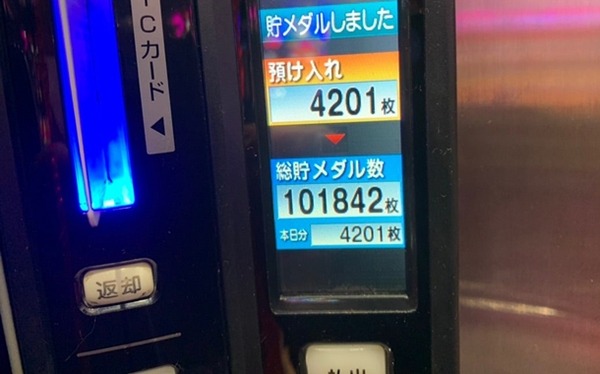 ICカード◀
貯メダルしました
預け入れ
4201枚
総貯メダル数
101842枚
本日分 4201枚
返却